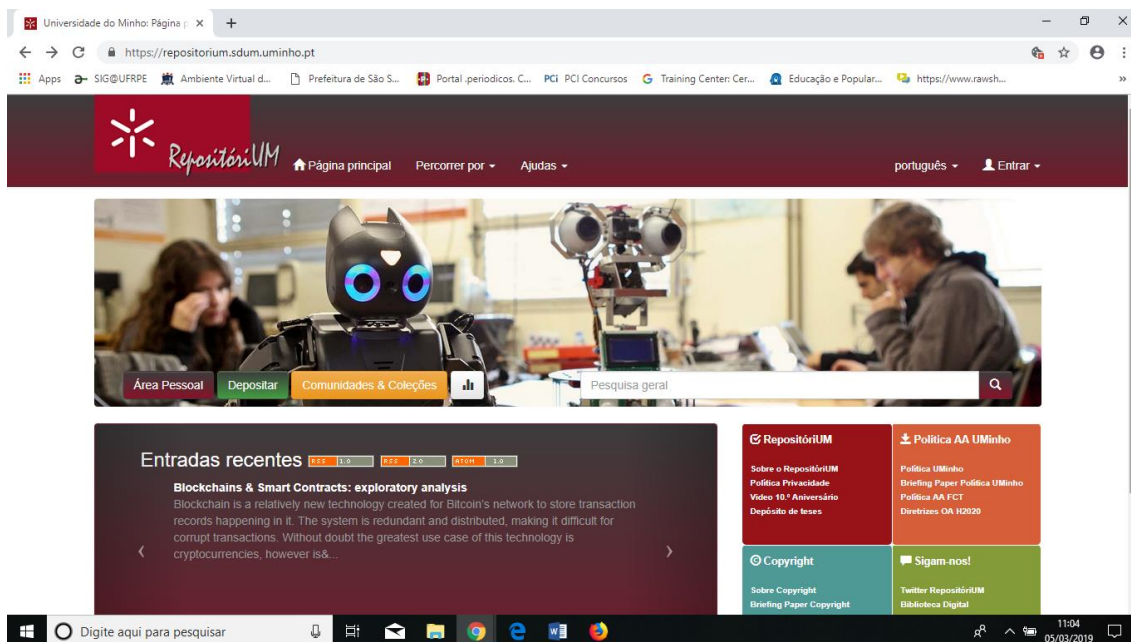 Universidade do Minho: Página p
https://repositorium.sdum.uminho.pt
Apps SIG@UFRPE Ambiente Virtual d... Prefeitura de São S... Portal .periodicos. C... PCi PCI Concursos Training Center: Cer... Educação e Popular... https://www.rawsh... »
RepositóriUM Página principal Percorrer por Ajudas português Entrar
Área Pessoal Depositar Comunidades & Coleções Pesquisa geral
Entradas recentes RSS 1.0 RSS 2.0 ATOM 1.0
Blockchains & Smart Contracts: exploratory analysis
Blockchain is a relatively new technology created for Bitcoin's network to store transaction
records happening in it. The system is redundant and distributed, making it difficult for
corrupt transactions. Without doubt the greatest use case of this technology is
cryptocurrencies, however is&...
RepositóriUM
Sobre o RepositóriUM
Política Privacidade
Vídeo 10.º Aniversário
Depósito de teses
Política AA UMinho
Política UMinho
Briefing Paper Política UMinho
Política AA FCT
Diretrizes OA H2020
© Copyright
Sobre Copyright
Briefing Paper Copyright
Sigam-nos!
Twitter RepositóriUM
Biblioteca Digital
Digite aqui para pesquisar
11:04
05/03/2019